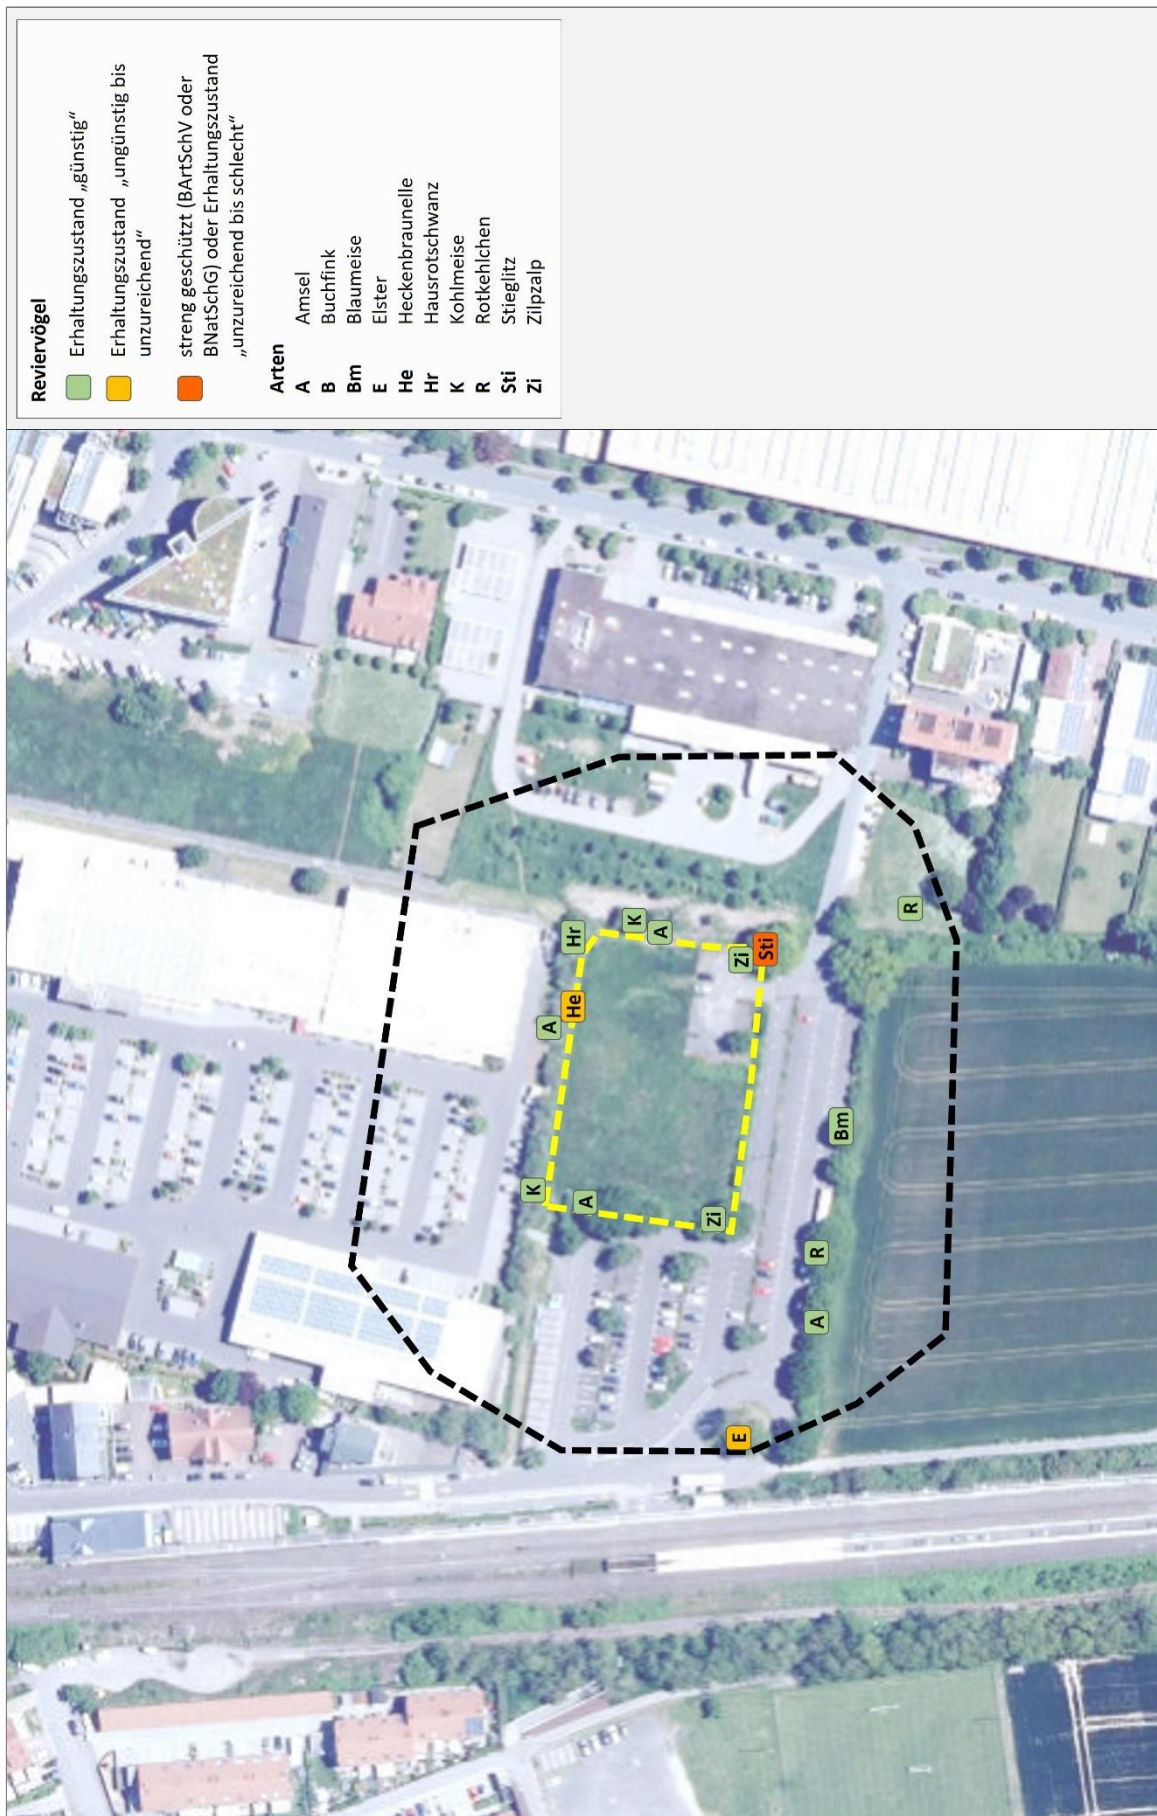 Reviervögel
Erhaltungszustand „günstig“
Erhaltungszustand „ungünstig bis
unzureichend“
streng geschützt (BArtSchV oder
BNatSchG) oder Erhaltungszustand
„unzureichend bis schlecht“
Arten
A Amsel
B Buchfink
Bm Blaumeise
E Elster
He Heckenbraunelle
Hr Hausrotschwanz
K Kohlmeise
R Rotkehlchen
Sti Stieglitz
Zi Zilpzalp
K
A
He
Hr
A
K
A
Zi
Zi
Sti
E
A
R
Bm
R